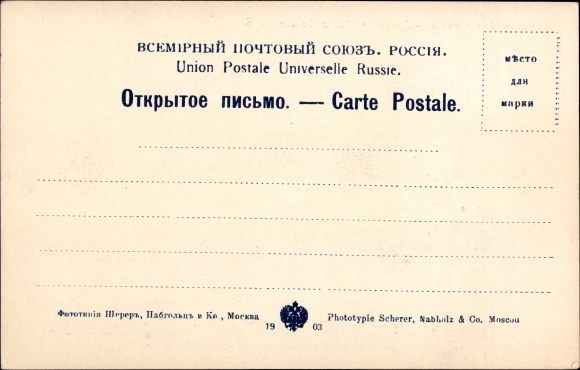 ВСЕМІРНЫЙ ПОЧТОВЫЙ СОЮЗЪ. РОССІЯ.
Union Postale Universelle Russie.
Открытое письмо. — Carte Postale.
мѣсто
для
марки
Фототипія Шереръ, Набгольцъ и Ко, Москва
19 03
Phototypie Scherer, Nabholz & Co. Moscou